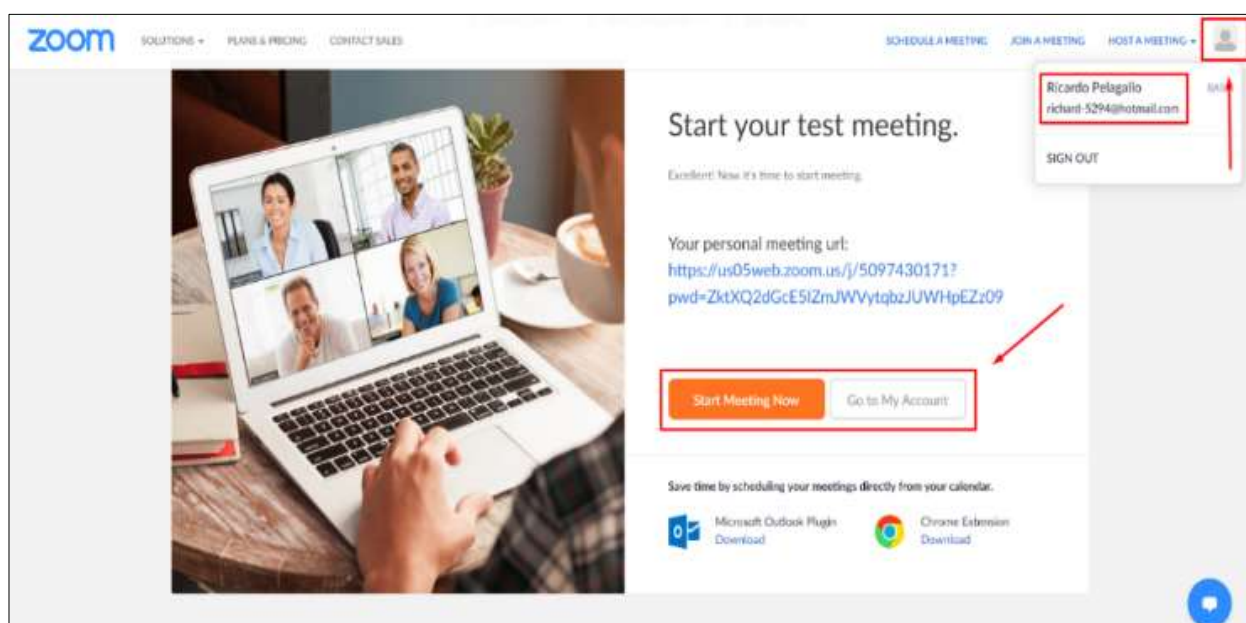 zoom
SOLUTIONS
PLANS & PRICING
CONTACT SALES
SCHEDULE A MEETING
JOIN A MEETING
HOST A MEETING
Ricardo Pelagallo
richard-5294@hotmail.com
SIGN OUT
Start your test meeting.
Excellent! Now it's time to start meeting.
Your personal meeting url:
https://us05web.zoom.us/j/5097430171?
pwd=ZktXQ2dGcE5IZmJWVytqbzJUWHpEZz09
Start Meeting Now
Go to My Account
Save time by scheduling your meetings directly from your calendar.
Microsoft Outlook Plugin
Download
Chrome Extension
Download